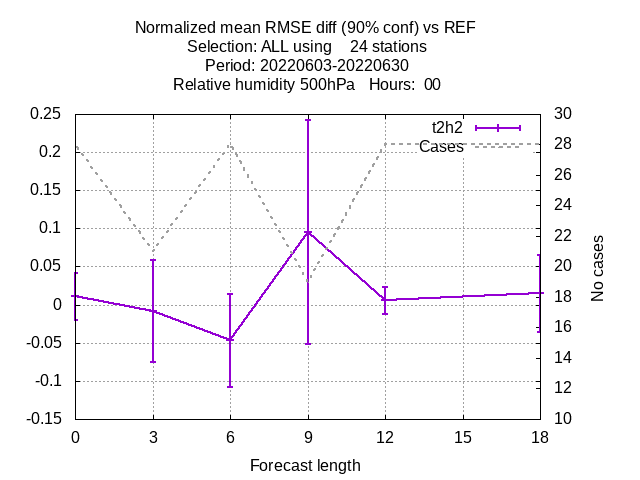 Normalized mean RMSE diff (90% conf) vs REF
Selection: ALL using    24 stations
Period: 20220603-20220630
Relative humidity 500hPa   Hours:  00
0.25
0.2
0.15
0.1
0.05
0
-0.05
-0.1
-0.15
30
28
26
24
22
20
18
16
14
12
10
t2h2
Cases
No cases
0 3 6 9 12 15 18
Forecast length